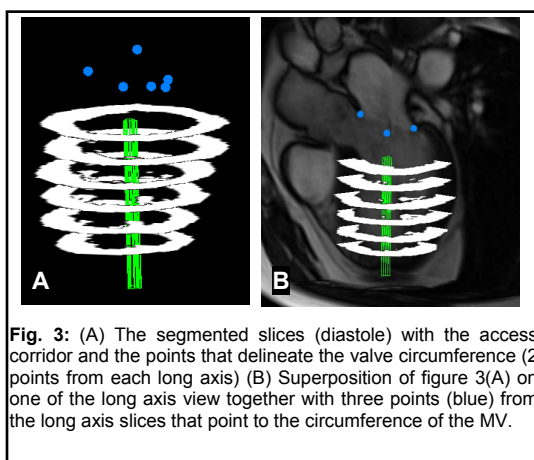 A
B
Fig. 3: (A) The segmented slices (diastole) with the access
corridor and the points that delineate the valve circumference (2
points from each long axis) (B) Superposition of figure 3(A) on
one of the long axis view together with three points (blue) from
the long axis slices that point to the circumference of the MV.